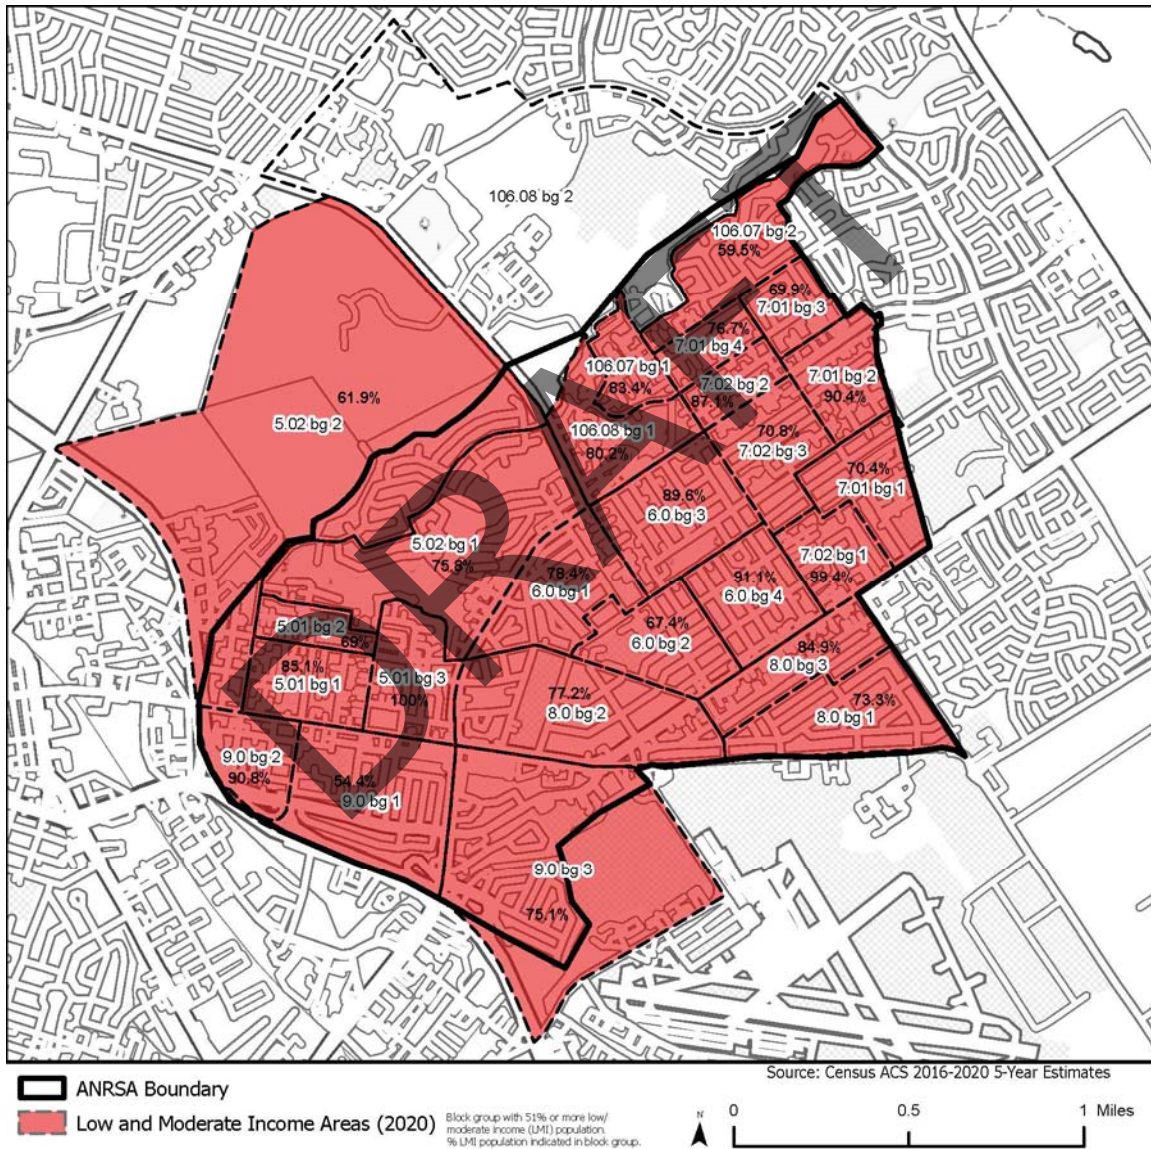 106.08 bg 2
106.07 bg 2
59.5%
69.9%
7.01 bg 3
76.7%
7.01 bg 4
106.07 bg 1
83.4%
7.02 bg 2
87.1%
7.01 bg 2
90.4%
61.9%
5.02 bg 2
106.08 bg 1
80.2%
70.8%
7.02 bg 3
70.4%
7.01 bg 1
89.6%
6.0 bg 3
5.02 bg 1
75.8%
7.02 bg 1
99.4%
78.4%
6.0 bg 1
91.1%
6.0 bg 4
5.01 bg 2
69%
67.4%
6.0 bg 2
84.9%
8.0 bg 3
85.1%
5.01 bg 1
5.01 bg 3
100%
77.2%
8.0 bg 2
73.3%
8.0 bg 1
9.0 bg 2
90.8%
54.4%
9.0 bg 1
9.0 bg 3
75.1%
DRAFT
Source: Census ACS 2016-2020 5-Year Estimates
ANRSA Boundary
Low and Moderate Income Areas (2020)
Block group with 51% or more low/
moderate income (LMI) population.
% LMI population indicated in block group.
N
0 0.5 1 Miles